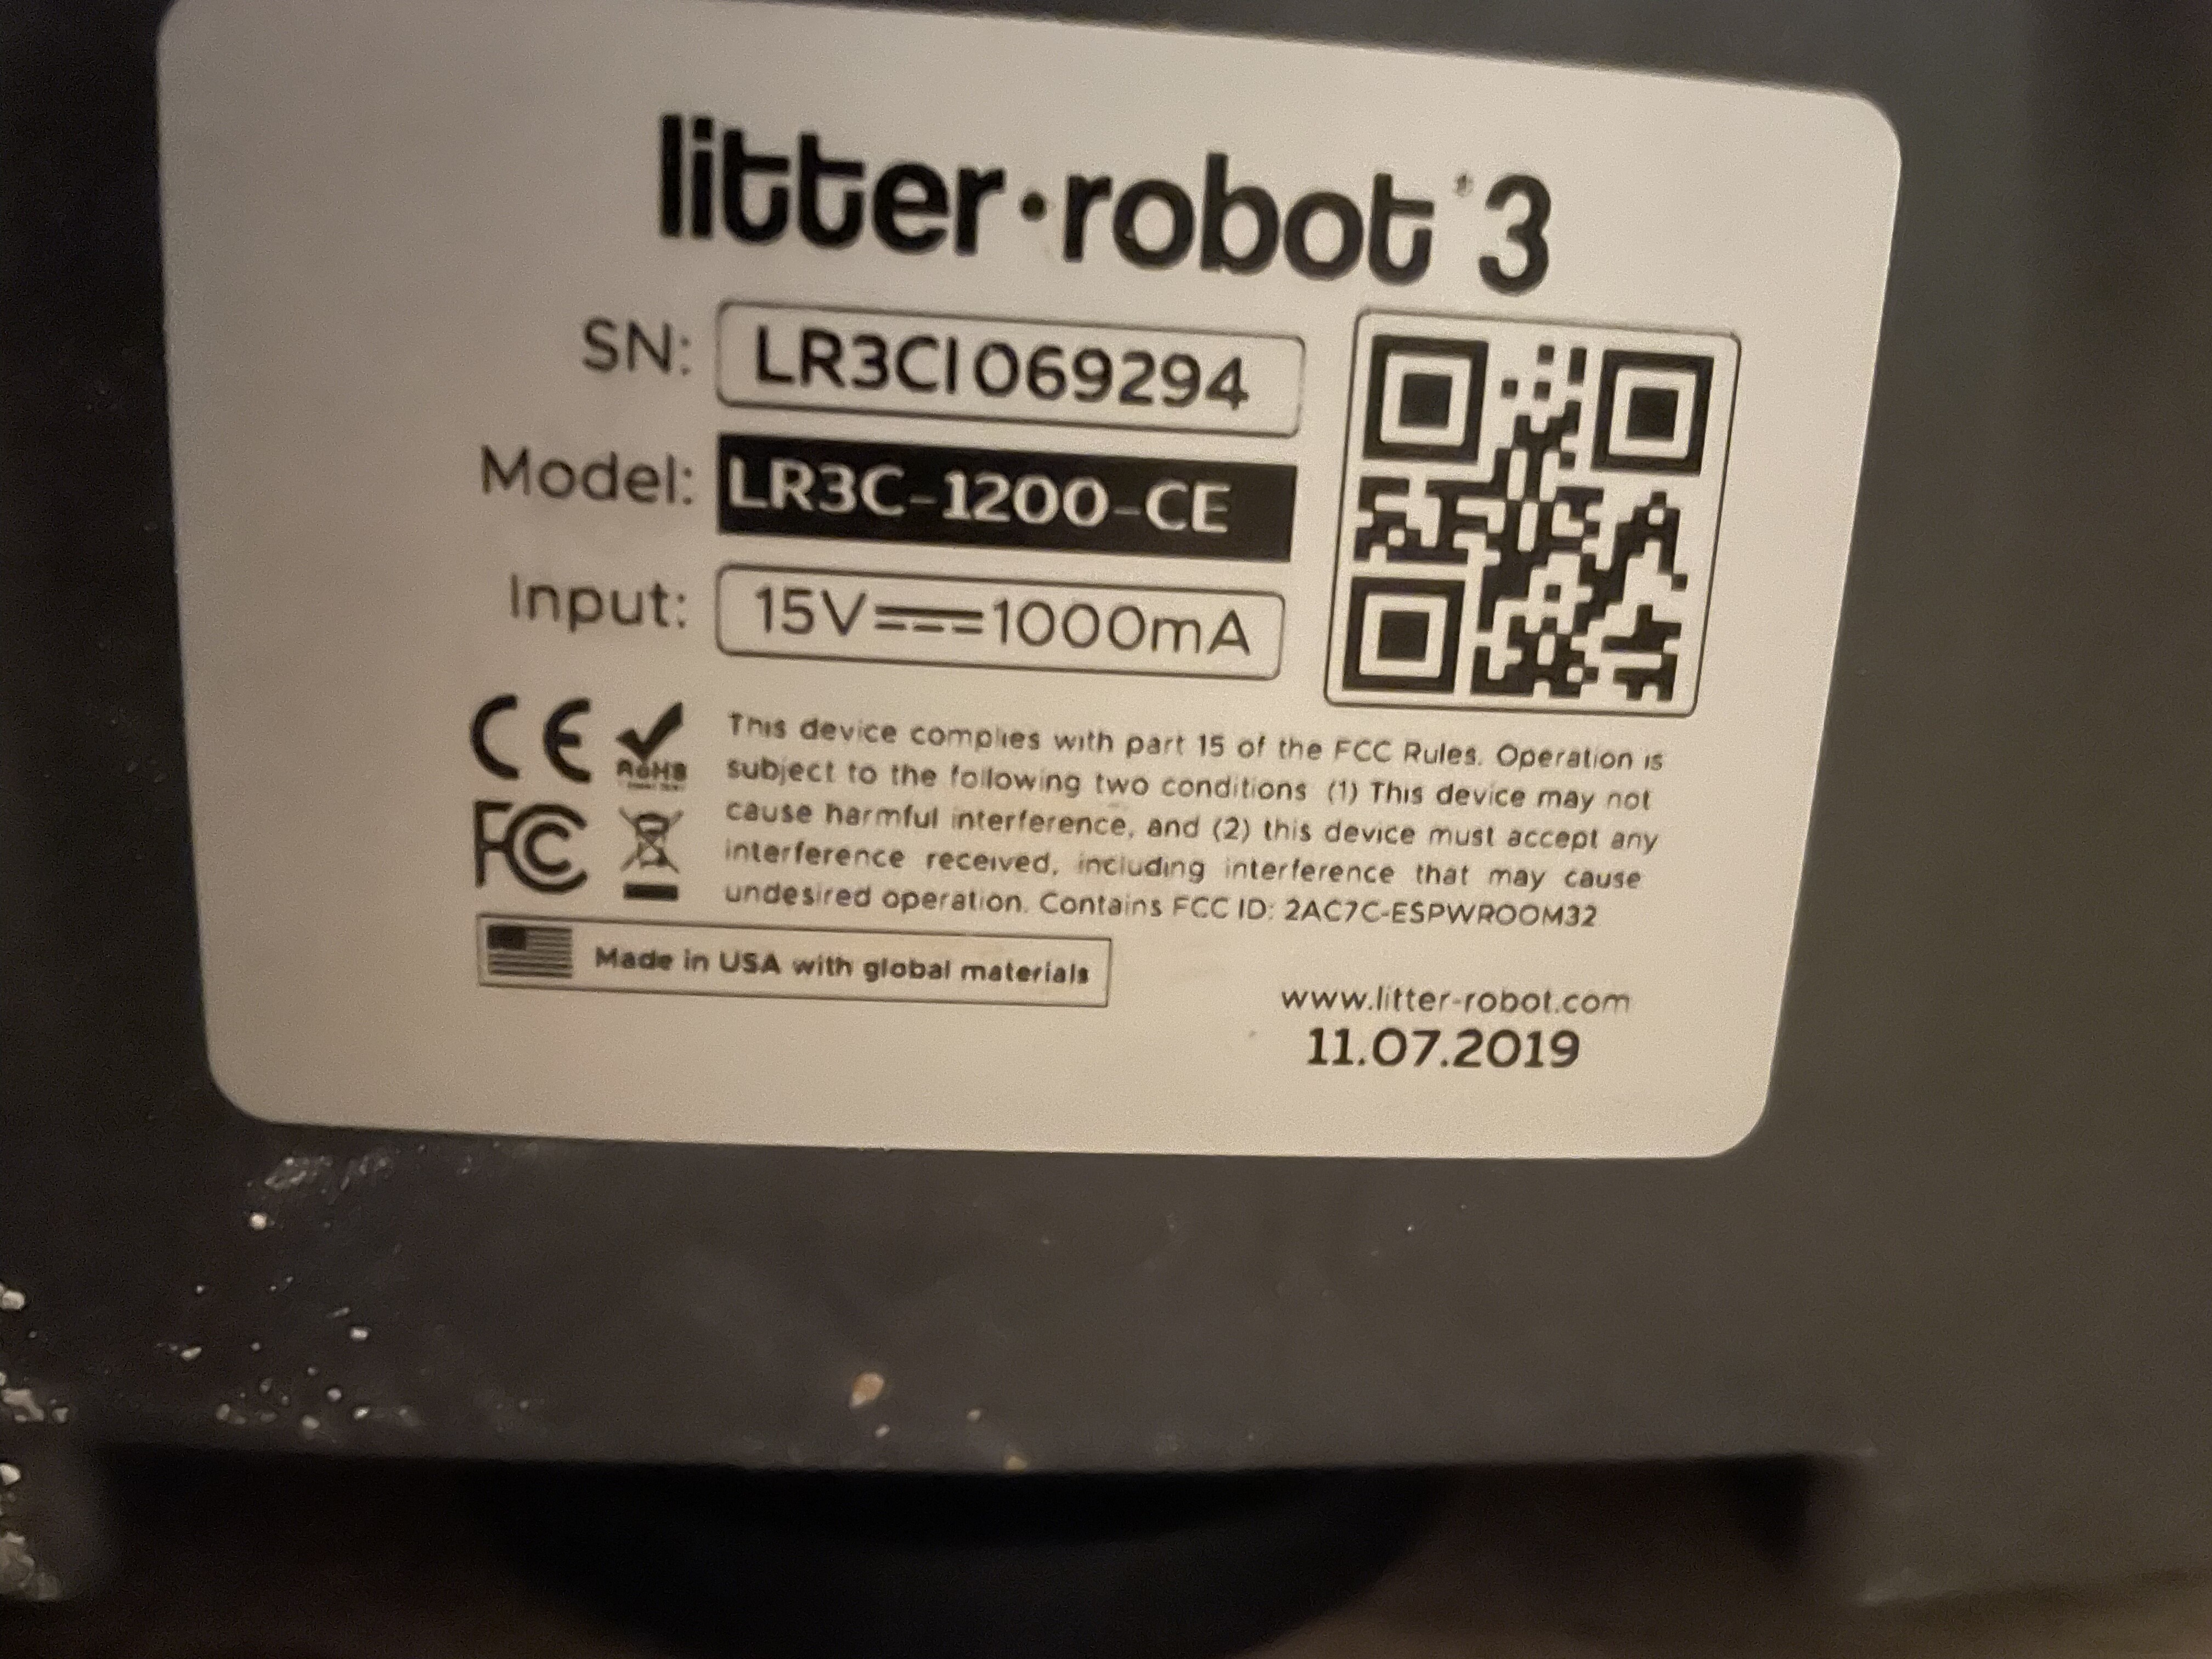 litter·robot 3
SN: LR3CI069294
Model: LR3C-1200-CE
Input: 15V⎓1000mA
CE RoHS
FC
This device complies with part 15 of the FCC Rules. Operation is
subject to the following two conditions (1) This device may not
cause harmful interference, and (2) this device must accept any
interference received, including interference that may cause
undesired operation. Contains FCC ID: 2AC7C-ESPWROOM32
Made in USA with global materials
www.litter-robot.com
11.07.2019